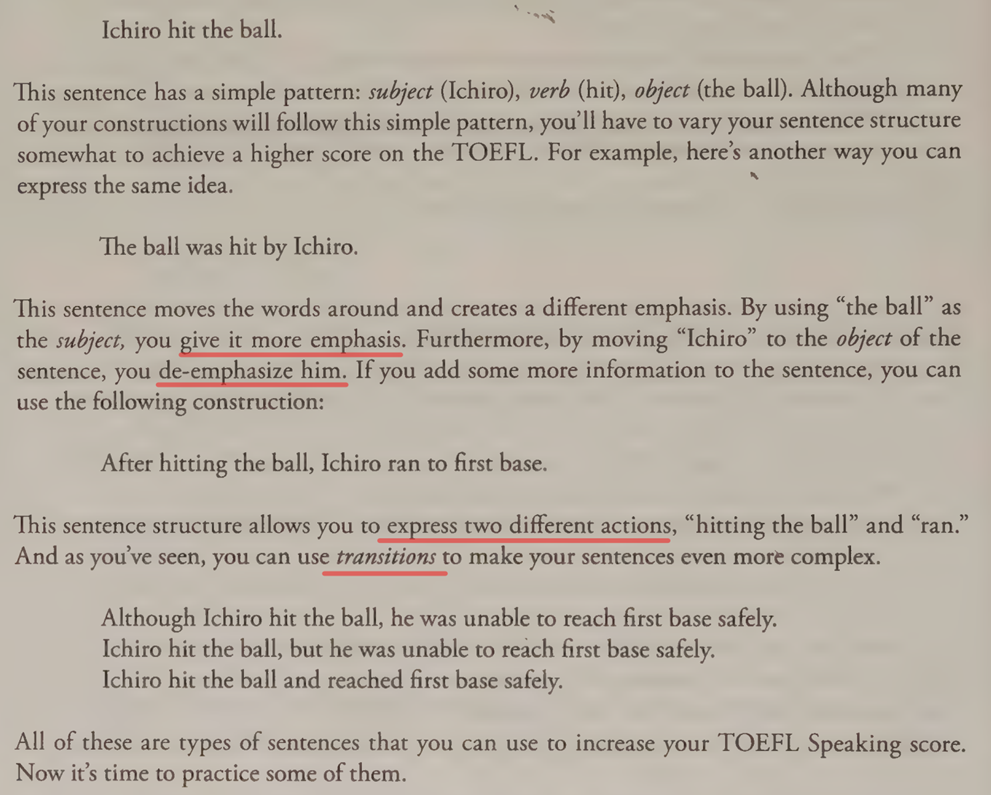 Ichiro hit the ball.
This sentence has a simple pattern: subject (Ichiro), verb (hit), object (the ball). Although many
of your constructions will follow this simple pattern, you’ll have to vary your sentence structure
somewhat to achieve a higher score on the TOEFL. For example, here’s another way you can
express the same idea.
The ball was hit by Ichiro.
This sentence moves the words around and creates a different emphasis. By using “the ball” as
the subject, you give it more emphasis. Furthermore, by moving “Ichiro” to the object of the
sentence, you de-emphasize him. If you add some more information to the sentence, you can
use the following construction:
After hitting the ball, Ichiro ran to first base.
This sentence structure allows you to express two different actions, “hitting the ball” and “ran.”
And as you’ve seen, you can use transitions to make your sentences even more complex.
Although Ichiro hit the ball, he was unable to reach first base safely.
Ichiro hit the ball, but he was unable to reach first base safely.
Ichiro hit the ball and reached first base safely.
All of these are types of sentences that you can use to increase your TOEFL Speaking score.
Now it’s time to practice some of them.